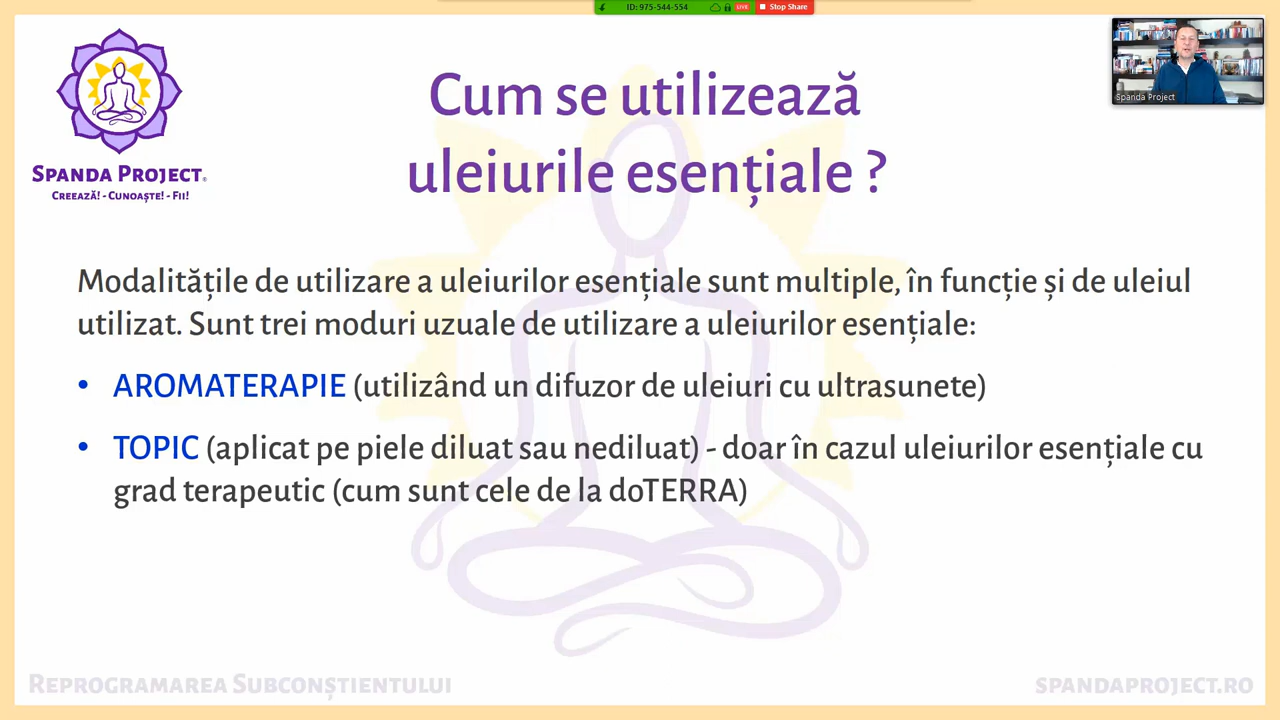 ID: 975-544-554
LIVE
Stop Share
Spanda Project
SPANDA PROJECT®
CREEAZĂ! - CUNOAȘTE! - FII!
Cum se utilizează
uleiurile esențiale ?
Modalitățile de utilizare a uleiurilor esențiale sunt multiple, în funcție și de uleiul
utilizat. Sunt trei moduri uzuale de utilizare a uleiurilor esențiale:
• AROMATERAPIE (utilizând un difuzor de uleiuri cu ultrasunete)
• TOPIC (aplicat pe piele diluat sau nediluat) - doar în cazul uleiurilor esențiale cu
grad terapeutic (cum sunt cele de la doTERRA)
REPROGRAMAREA SUBCONȘTIENTULUI
SPANDAPROJECT.RO